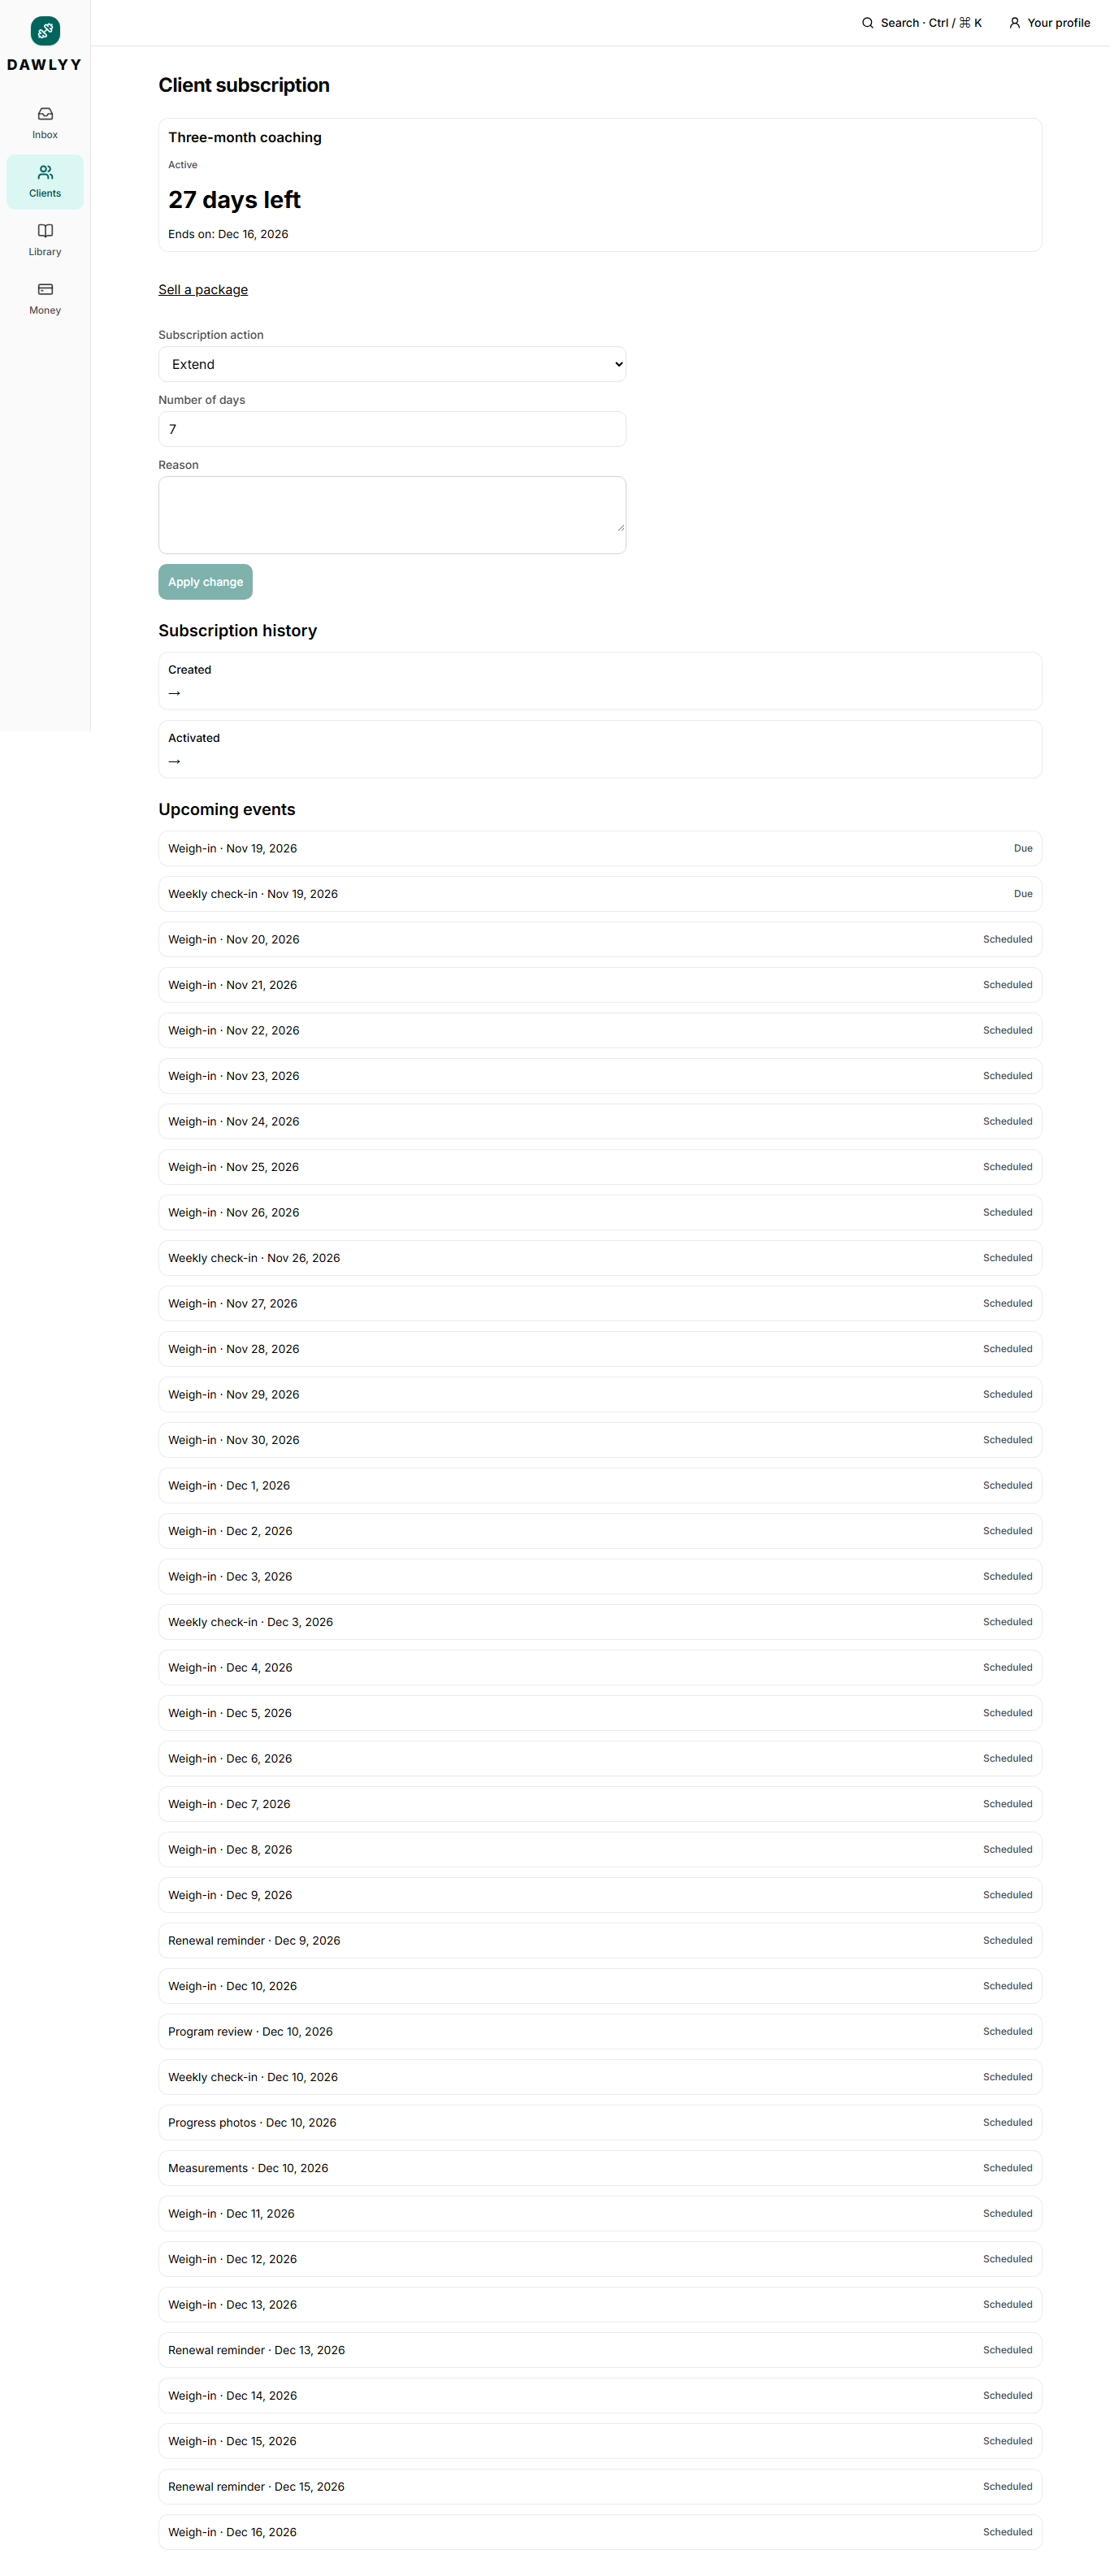 DAWLYY
Inbox
Clients
Library
Money
Search · Ctrl / ⌘ K
Your profile
Client subscription
Three-month coaching
Active
27 days left
Ends on: Dec 16, 2026
Sell a package
Subscription action
Extend
Number of days
7
Reason
Apply change
Subscription history
Created
→
Activated
→
Upcoming events
Weigh-in · Nov 19, 2026 Due
Weekly check-in · Nov 19, 2026 Due
Weigh-in · Nov 20, 2026 Scheduled
Weigh-in · Nov 21, 2026 Scheduled
Weigh-in · Nov 22, 2026 Scheduled
Weigh-in · Nov 23, 2026 Scheduled
Weigh-in · Nov 24, 2026 Scheduled
Weigh-in · Nov 25, 2026 Scheduled
Weigh-in · Nov 26, 2026 Scheduled
Weekly check-in · Nov 26, 2026 Scheduled
Weigh-in · Nov 27, 2026 Scheduled
Weigh-in · Nov 28, 2026 Scheduled
Weigh-in · Nov 29, 2026 Scheduled
Weigh-in · Nov 30, 2026 Scheduled
Weigh-in · Dec 1, 2026 Scheduled
Weigh-in · Dec 2, 2026 Scheduled
Weigh-in · Dec 3, 2026 Scheduled
Weekly check-in · Dec 3, 2026 Scheduled
Weigh-in · Dec 4, 2026 Scheduled
Weigh-in · Dec 5, 2026 Scheduled
Weigh-in · Dec 6, 2026 Scheduled
Weigh-in · Dec 7, 2026 Scheduled
Weigh-in · Dec 8, 2026 Scheduled
Weigh-in · Dec 9, 2026 Scheduled
Renewal reminder · Dec 9, 2026 Scheduled
Weigh-in · Dec 10, 2026 Scheduled
Program review · Dec 10, 2026 Scheduled
Weekly check-in · Dec 10, 2026 Scheduled
Progress photos · Dec 10, 2026 Scheduled
Measurements · Dec 10, 2026 Scheduled
Weigh-in · Dec 11, 2026 Scheduled
Weigh-in · Dec 12, 2026 Scheduled
Weigh-in · Dec 13, 2026 Scheduled
Renewal reminder · Dec 13, 2026 Scheduled
Weigh-in · Dec 14, 2026 Scheduled
Weigh-in · Dec 15, 2026 Scheduled
Renewal reminder · Dec 15, 2026 Scheduled
Weigh-in · Dec 16, 2026 Scheduled